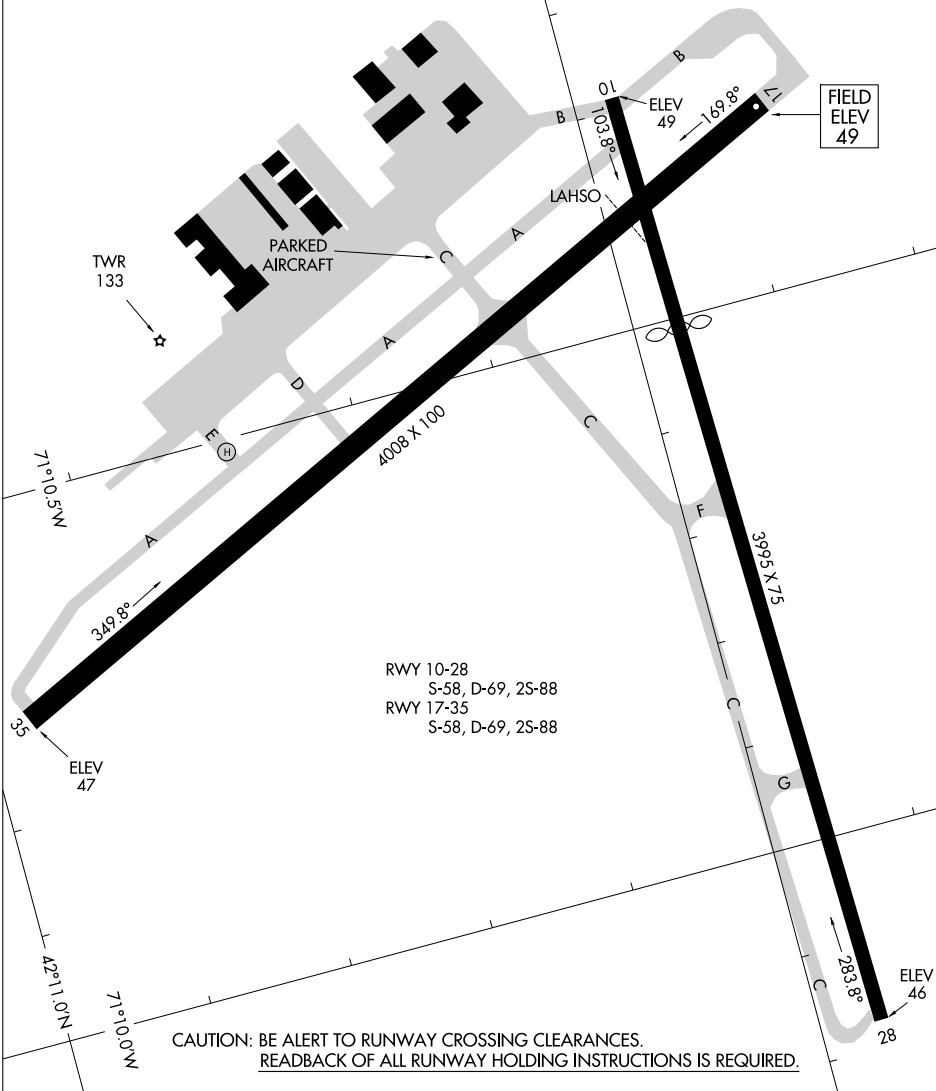 10
B
ELEV
49
17
FIELD
ELEV
49
169.8°
B
103.8°
LAHSO
A
PARKED
AIRCRAFT
C
TWR
133
A
D
C
E
H
4008 X 100
71°10.5'W
F
A
3995 X 75
349.8°
RWY 10-28
S-58, D-69, 2S-88
RWY 17-35
S-58, D-69, 2S-88
C
35
ELEV
47
G
42°11.0'N
71°10.0'W
283.8°
C
ELEV
46
28
CAUTION: BE ALERT TO RUNWAY CROSSING CLEARANCES.
READBACK OF ALL RUNWAY HOLDING INSTRUCTIONS IS REQUIRED.